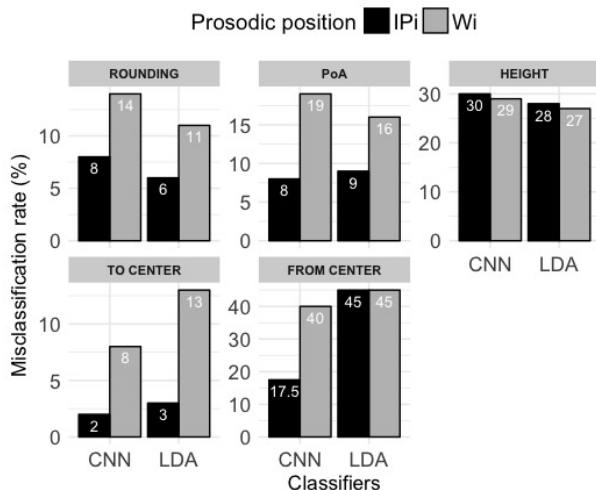 Prosodic position IPi Wi
ROUNDING PoA HEIGHT
Misclassification rate (%)
10
5
0
8 14 6 11
15
10
5
0
8 19 9 16
30
20
10
0
30 29 28 27
CNN LDA
TO CENTER FROM CENTER
10
5
0
2 8 3 13
CNN LDA
40
30
20
10
0
17.5 40 45 45
CNN LDA
Classifiers